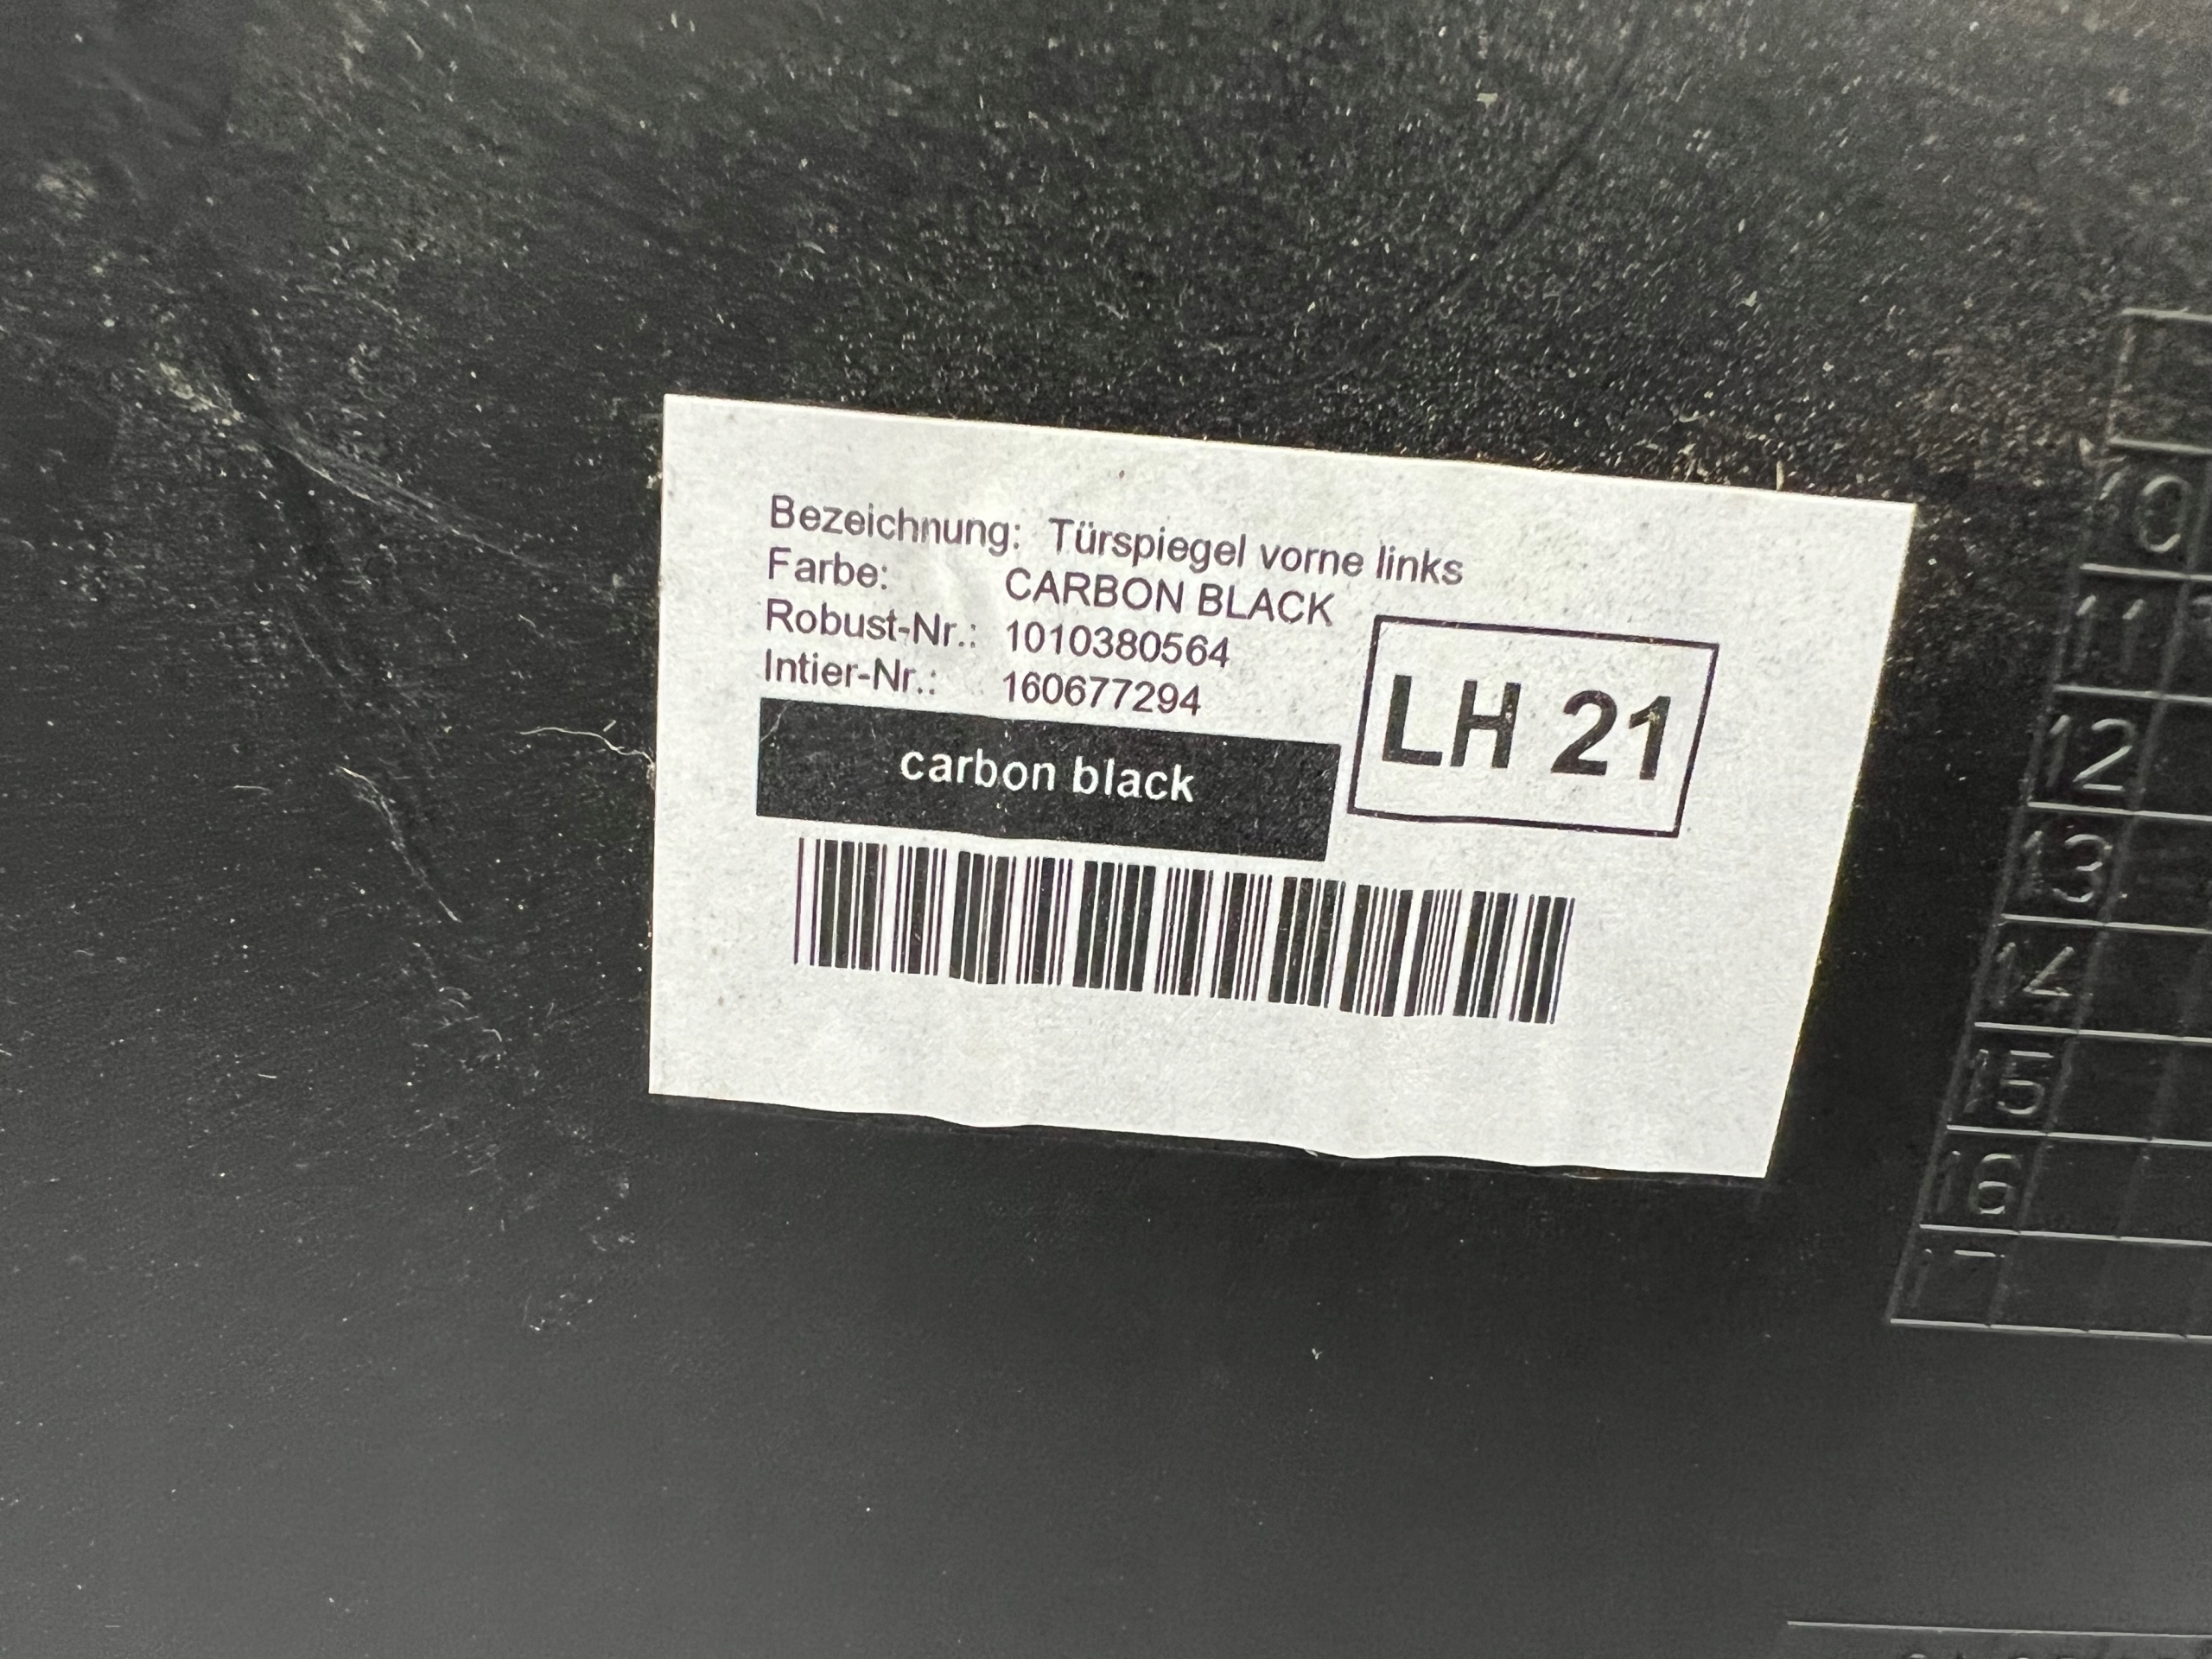 Bezeichnung: Türspiegel vorne links
Farbe: CARBON BLACK
Robust-Nr.: 1010380564
Intier-Nr.: 160677294
LH 21
carbon black
10
11
12
13
14
15
16
17